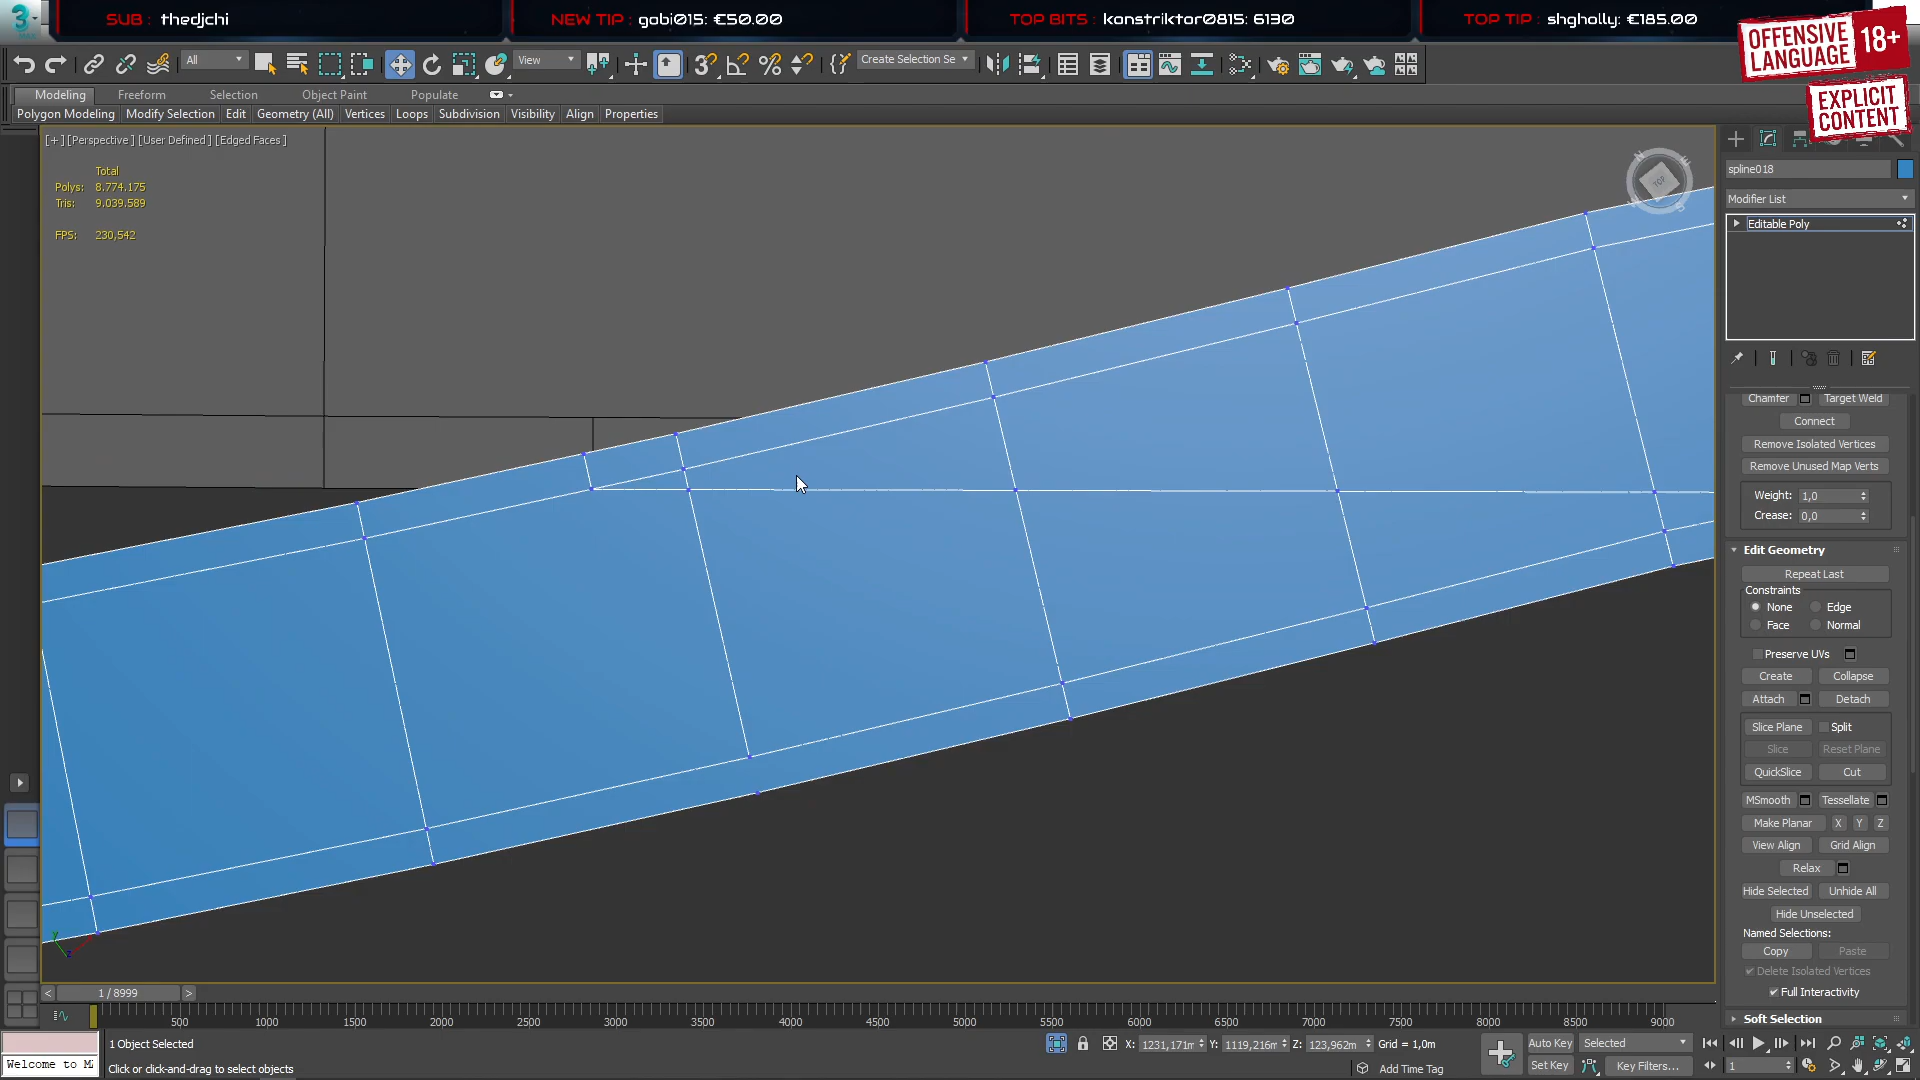 SUB : thedjchi
NEW TIP : gabi015: €50.00
TOP BITS : konstriktor0815: 6130
TOP TIP : shgholly: €185.00
OFFENSIVE LANGUAGE 18+
EXPLICIT CONTENT
All
View
Create Selection Se
Modeling Freeform Selection Object Paint Populate
Polygon Modeling Modify Selection Edit Geometry (All) Vertices Loops Subdivision Visibility Align Properties
[+] [Perspective] [User Defined] [Edged Faces]
Total
Polys: 8.774.175
Tris: 9.039.589
FPS: 230,542
TOP
spline018
Modifier List
Editable Poly
Chamfer Target Weld
Connect
Remove Isolated Vertices
Remove Unused Map Verts
Weight: 1,0
Crease: 0,0
Edit Geometry
Repeat Last
Constraints
None Edge
Face Normal
Preserve UVs
Create Collapse
Attach Detach
Slice Plane Split
Slice Reset Plane
QuickSlice Cut
MSmooth Tessellate
Make Planar X Y Z
View Align Grid Align
Relax
Hide Selected Unhide All
Hide Unselected
Named Selections:
Copy Paste
Delete Isolated Vertices
Full Interactivity
Soft Selection
< 1 / 8999 >
500 1000 1500 2000 2500 3000 3500 4000 4500 5000 5500 6000 6500 7000 7500 8000 8500 9000
1 Object Selected
X: 1231,171m Y: 1119,216m Z: 123,962m Grid = 1,0m
Auto Key Selected
Welcome to M
Click or click-and-drag to select objects
Add Time Tag
Set Key Key Filters...
1